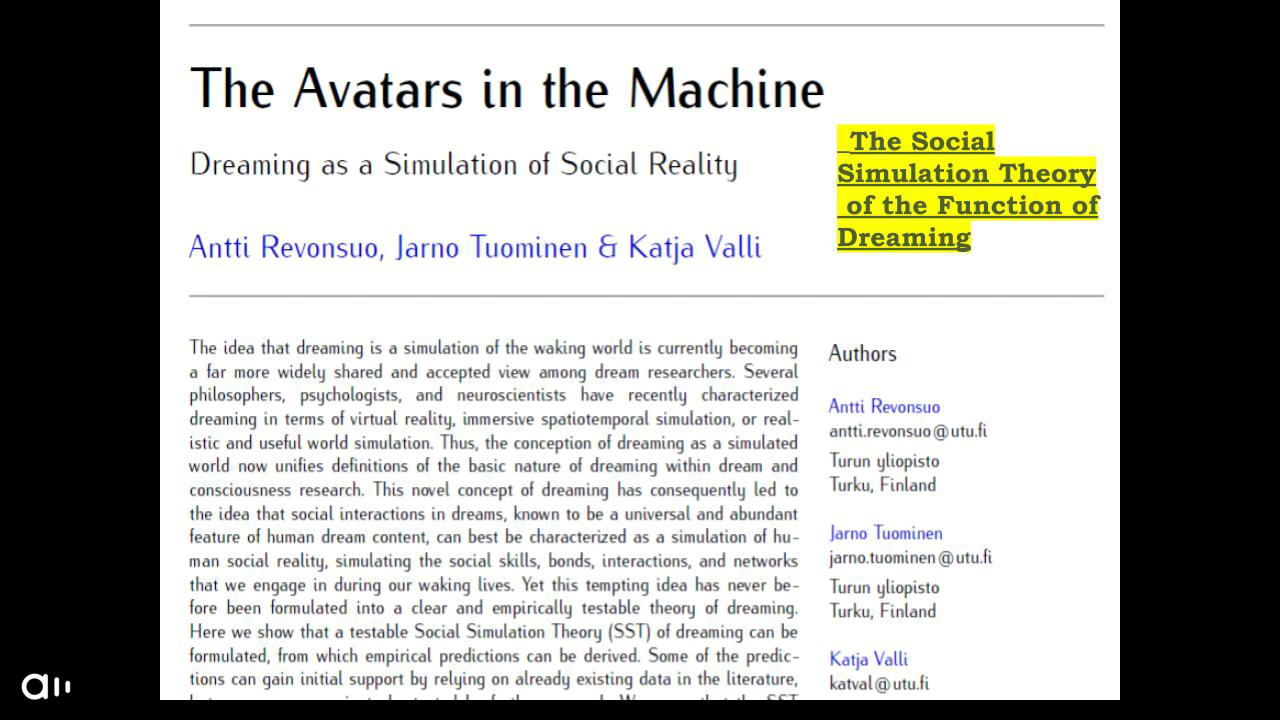 The Avatars in the Machine
Dreaming as a Simulation of Social Reality
Antti Revonsuo, Jarno Tuominen & Katja Valli
The Social
Simulation Theory
of the Function of
Dreaming
The idea that dreaming is a simulation of the waking world is currently becoming
a far more widely shared and accepted view among dream researchers. Several
philosophers, psychologists, and neuroscientists have recently characterized
dreaming in terms of virtual reality, immersive spatiotemporal simulation, or real-
istic and useful world simulation. Thus, the conception of dreaming as a simulated
world now unifies definitions of the basic nature of dreaming within dream and
consciousness research. This novel concept of dreaming has consequently led to
the idea that social interactions in dreams, known to be a universal and abundant
feature of human dream content, can best be characterized as a simulation of hu-
man social reality, simulating the social skills, bonds, interactions, and networks
that we engage in during our waking lives. Yet this tempting idea has never be-
fore been formulated into a clear and empirically testable theory of dreaming.
Here we show that a testable Social Simulation Theory (SST) of dreaming can be
formulated, from which empirical predictions can be derived. Some of the predic-
tions can gain initial support by relying on already existing data in the literature,
Authors
Antti Revonsuo
antti.revonsuo@utu.fi
Turun yliopisto
Turku, Finland
Jarno Tuominen
jarno.tuominen@utu.fi
Turun yliopisto
Turku, Finland
Katja Valli
katval@utu.fi